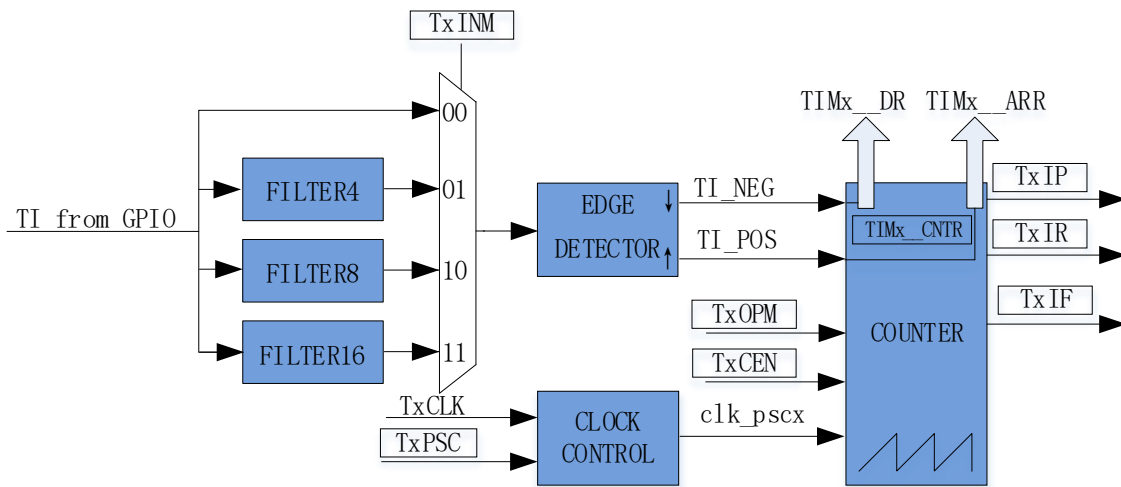 TxINM
00
TIMx__DR
TIMx__ARR
FILTER4
01
TI from GPIO
FILTER8
10
FILTER16
11
EDGE ↓
DETECTOR ↑
TI_NEG
TI_POS
TIMx__CNTR
TxIP
TxIR
TxIF
TxOPM
TxCEN
COUNTER
TxCLK
TxPSC
CLOCK
CONTROL
clk_pscx